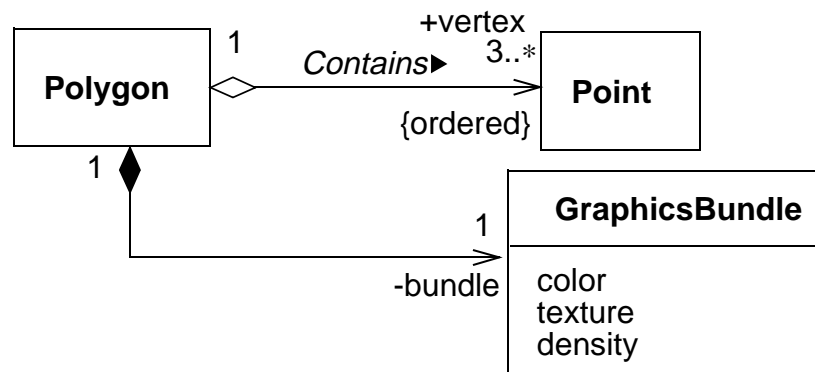 1
+vertex
Contains
3..*
Polygon
Point
{ordered}
1
GraphicsBundle
1
-bundle
color
texture
density